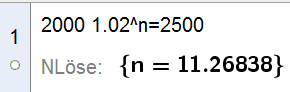 1
2000 1.02^n=2500
NLöse: {n = 11.26838}